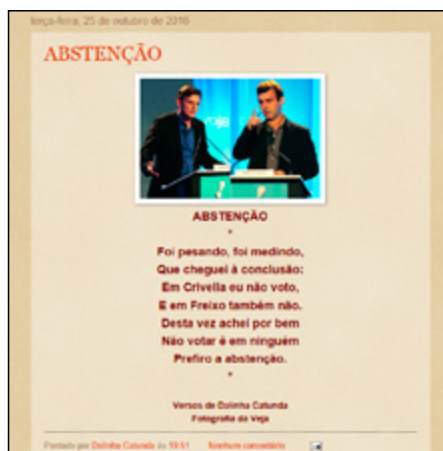 terça-feira, 25 de outubro de 2016
ABSTENÇÃO
veja
ABSTENÇÃO
*
Foi pesando, foi medindo,
Que cheguei à conclusão:
Em Crivella eu não voto,
E em Freixo também não.
Desta vez achei por bem
Não votar é em ninguém
Prefiro a abstenção.
*
Versos de Dalinha Catunda
Fotografia da Veja
Postado por Dalinha Catunda às 19:51 Nenhum comentário